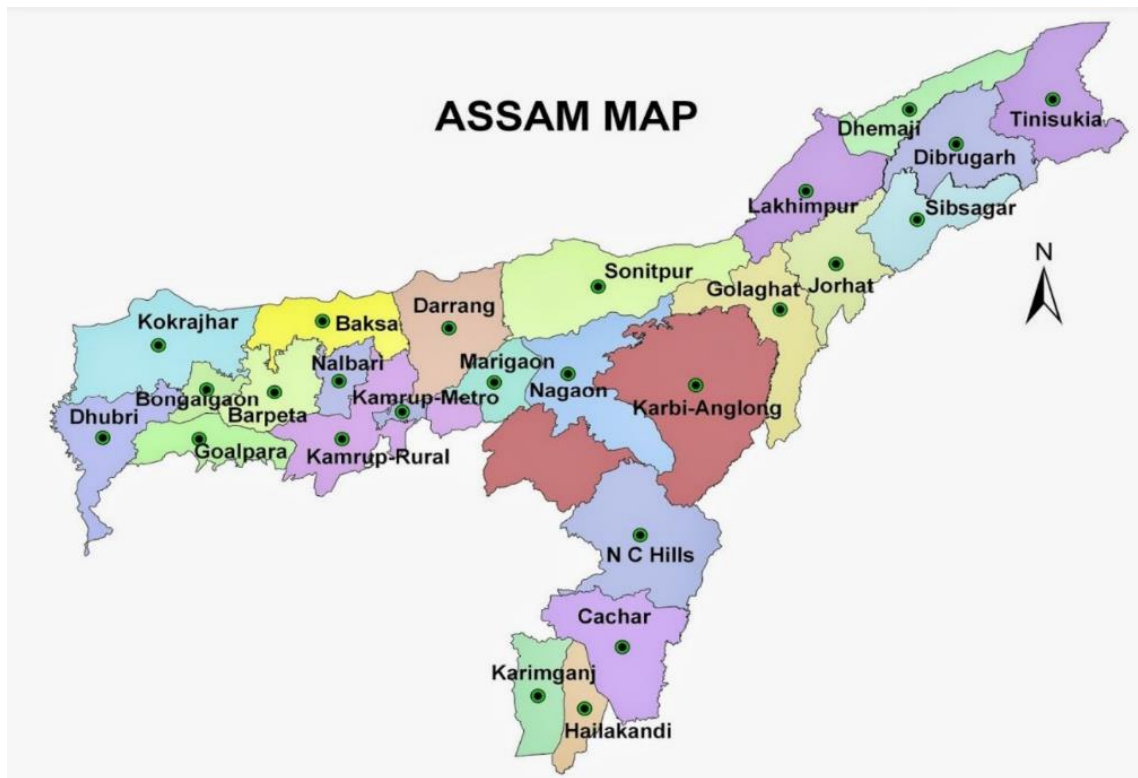 ASSAM MAP
Dhemaji
Tinisukia
Dibrugarh
Lakhimpur
Sibsagar
N
Sonitpur
Golaghat
Jorhat
Kokrajhar
Baksa
Darrang
Nalbari
Marigaon
Nagaon
Bongaigaon
Kamrup-Metro
Karbi-Anglong
Dhubri
Barpeta
Goalpara
Kamrup-Rural
N C Hills
Cachar
Karimganj
Hailakandi